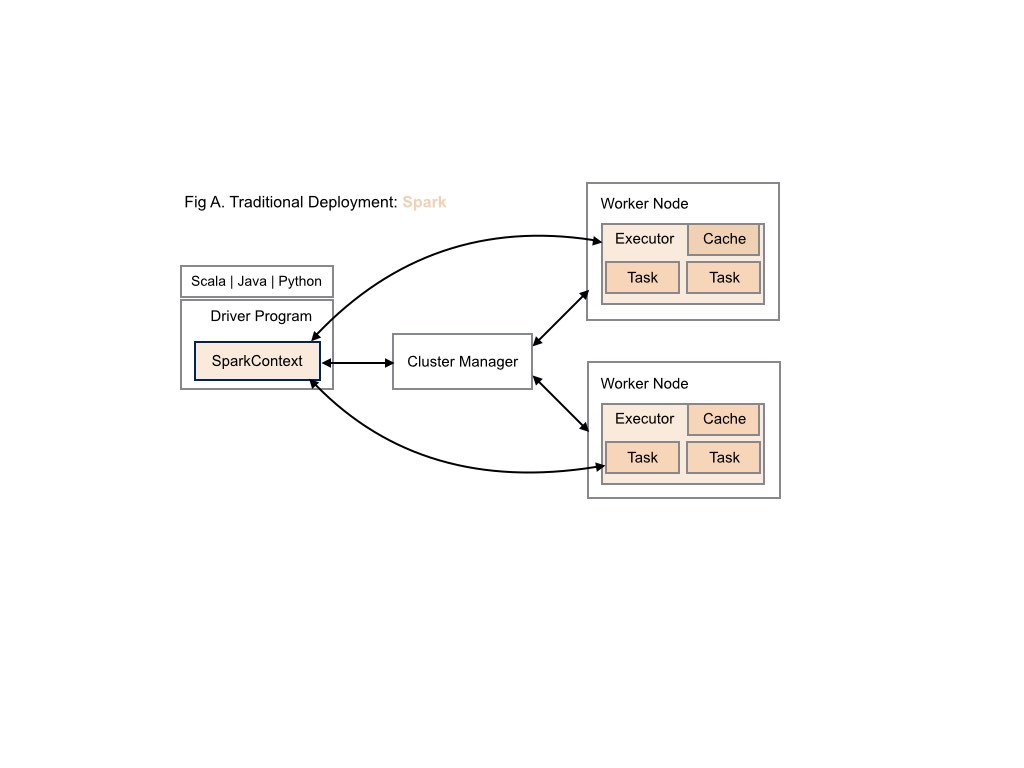 Fig A. Traditional Deployment: Spark
Scala | Java | Python
Driver Program
SparkContext
Cluster Manager
Worker Node
Executor
Cache
Task
Task
Worker Node
Executor
Cache
Task
Task